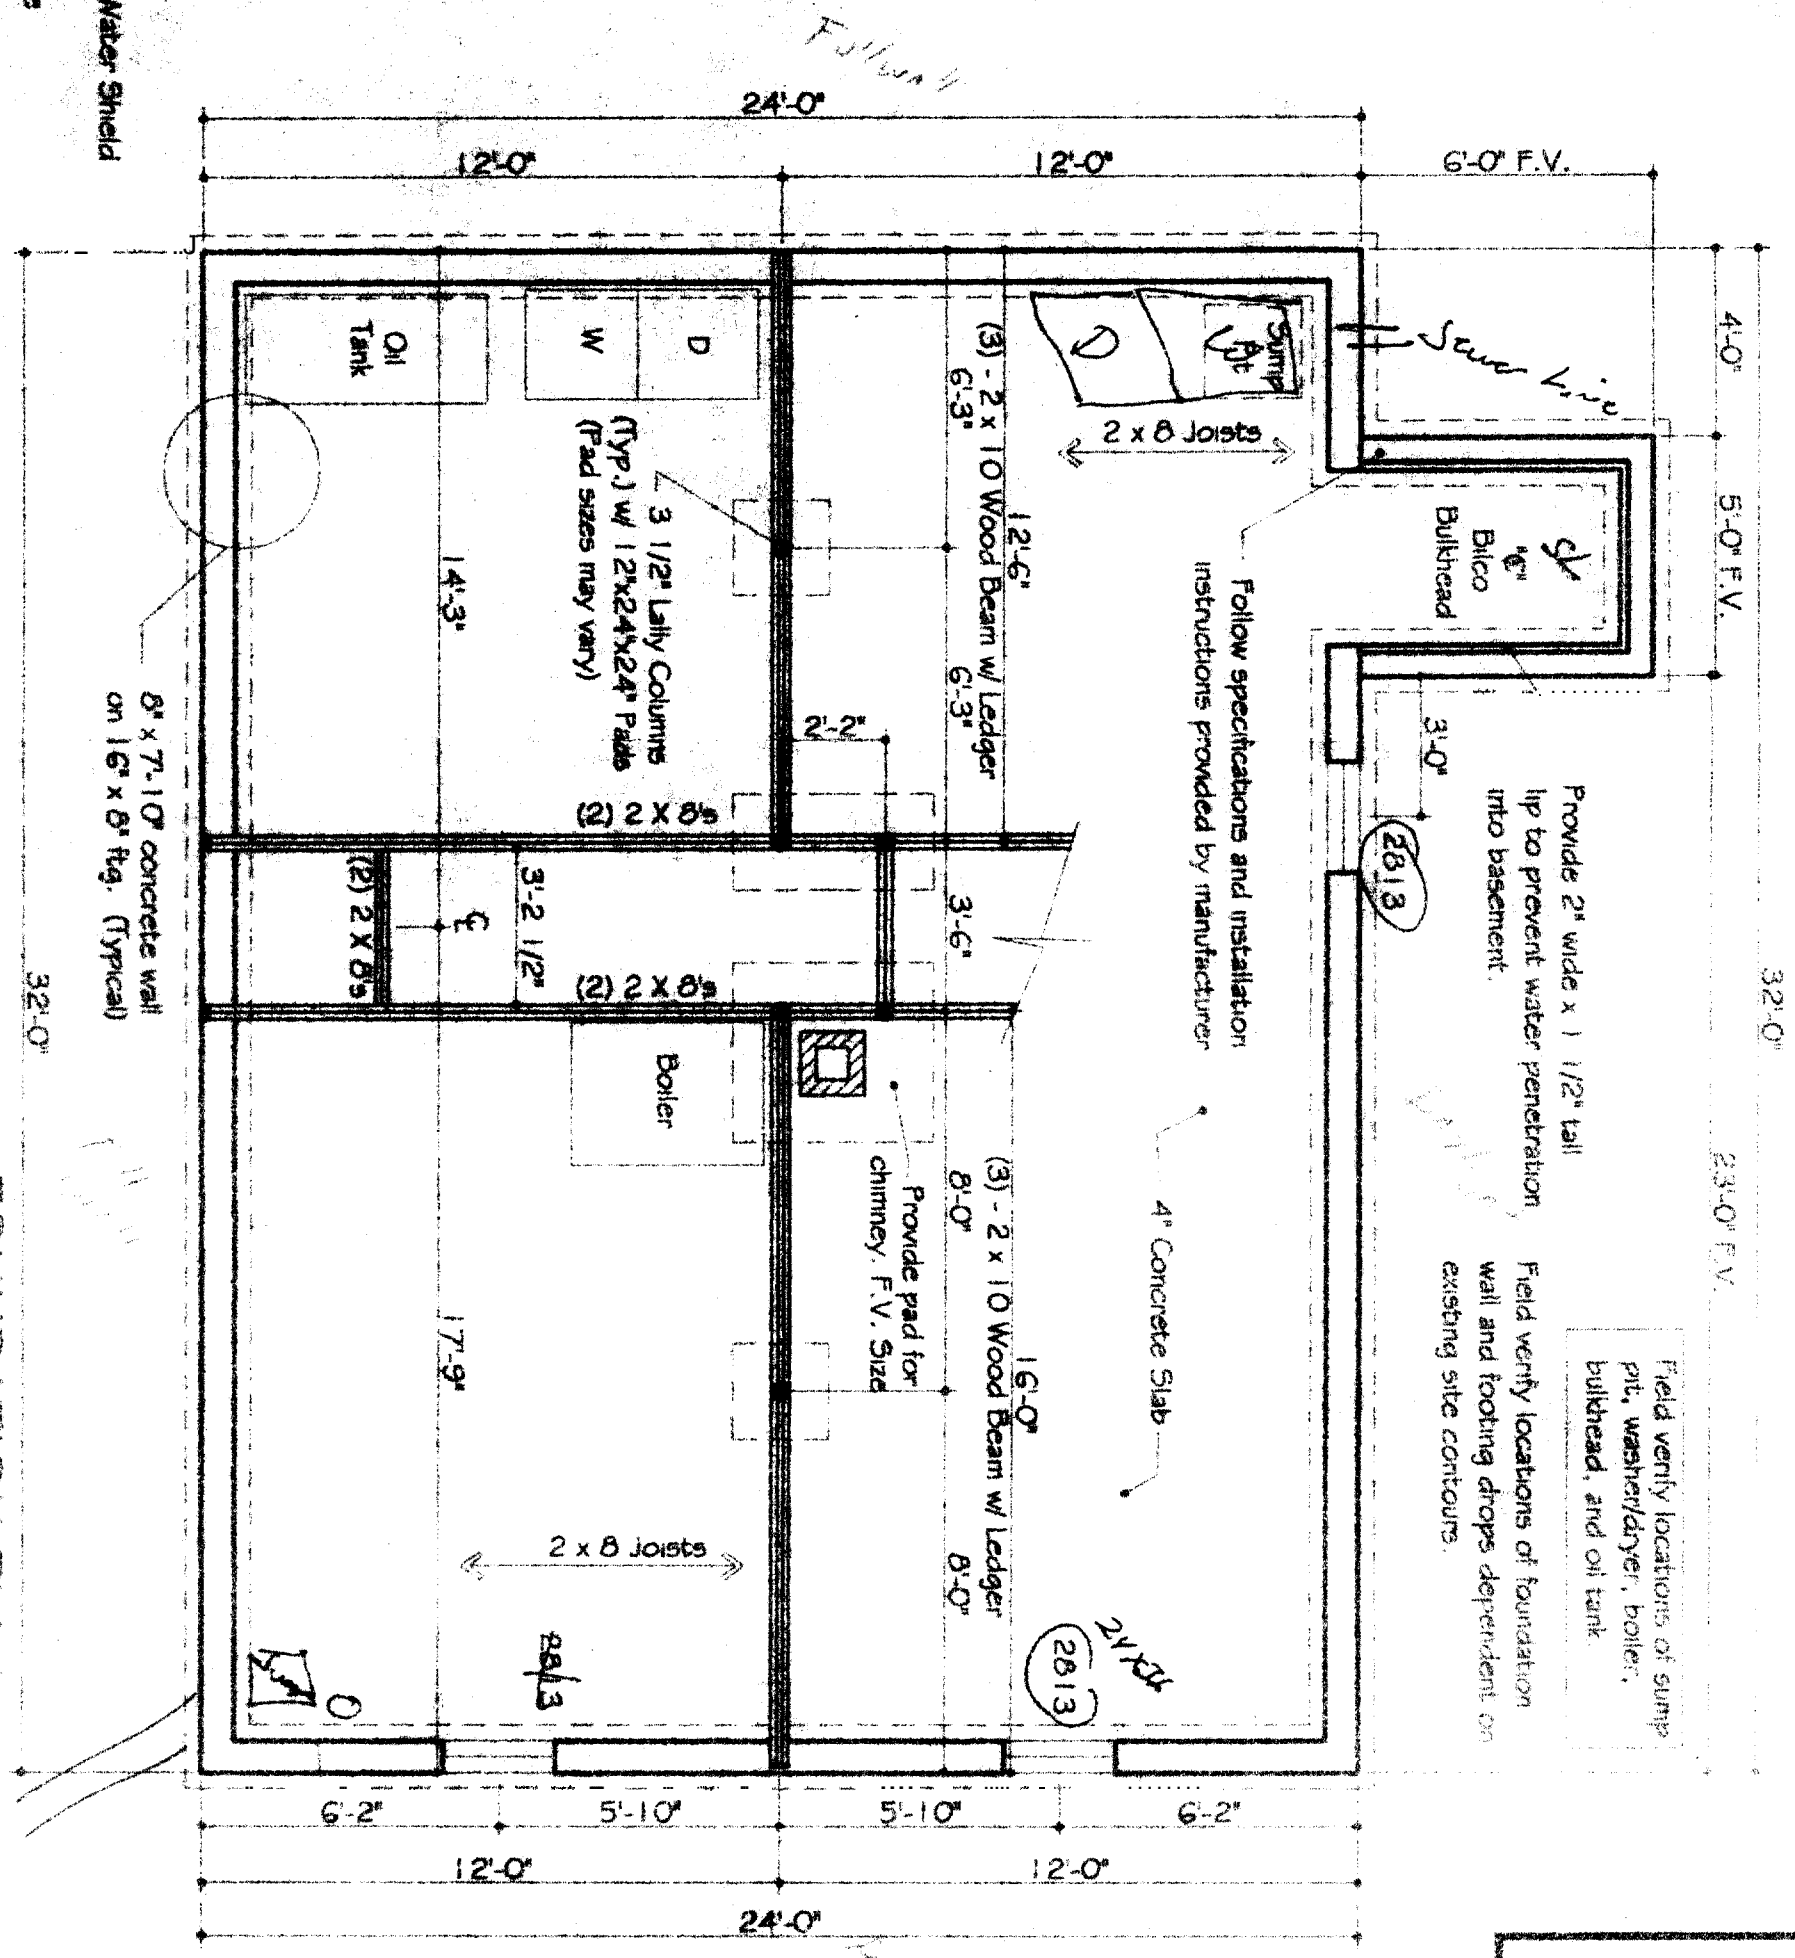 Water Shield
Fullwall
24'-0"
12'-0"
12'-0"
6'-0" F.V.
Oil
Tank
W
D
D
Sump
Pit
Sewer Line
4'-0"
2 x 8 Joists
(3) - 2 x 10 Wood Beam w/ Ledger
6'-3"
6'-3"
12'-6"
14'-3"
3 1/2" Lally Columns
(Typ.) w/ 12"x24"x24" Pads
(Pad sizes may vary)
Bilco
"C"
Bulkhead
5'-0" F.V.
Follow specifications and installation
instructions provided by manufacturer
8" x 7'-10" concrete wall
on 16" x 8" ftg. (Typical)
2'-2"
3'-0"
2813
Provide 2" wide x 1 1/2" tall
lip to prevent water penetration
into basement.
(2) 2 X 8's
(2) 2 X 8's
(2) 2 X 8's
3'-2 1/2"
3'-6"
32'-0"
32'-0"
23'-0" F.V.
Boiler
Provide pad for
chimney. F.V. Size
8'-0"
8'-0"
(3) - 2 x 10 Wood Beam w/ Ledger
16'-0"
4" Concrete Slab
17'-9"
Field verify locations of foundation
wall and footing drops dependent on
existing site contours.
Field verify locations of sump
pit, washer/dryer, boiler,
bulkhead, and oil tank.
2 x 8 Joists
2813
2813
6'-2"
5'-10"
5'-10"
6'-2"
12'-0"
12'-0"
24'-0"